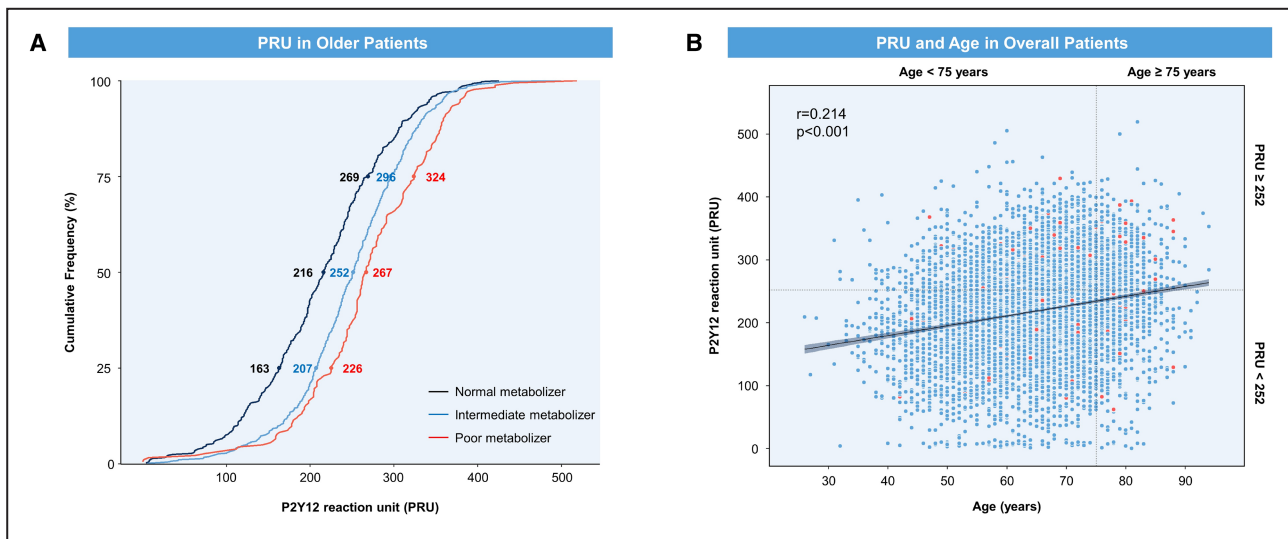 A
PRU in Older Patients
Cumulative Frequency (%)
100
75
50
25
0
269
296
324
216
252
267
163
207
226
Normal metabolizer
Intermediate metabolizer
Poor metabolizer
100
200
300
400
500
P2Y12 reaction unit (PRU)
B
PRU and Age in Overall Patients
Age < 75 years
Age ≥ 75 years
r=0.214
p<0.001
P2Y12 reaction unit (PRU)
500
400
300
200
100
0
PRU ≥ 252
PRU < 252
30
40
50
60
70
80
90
Age (years)